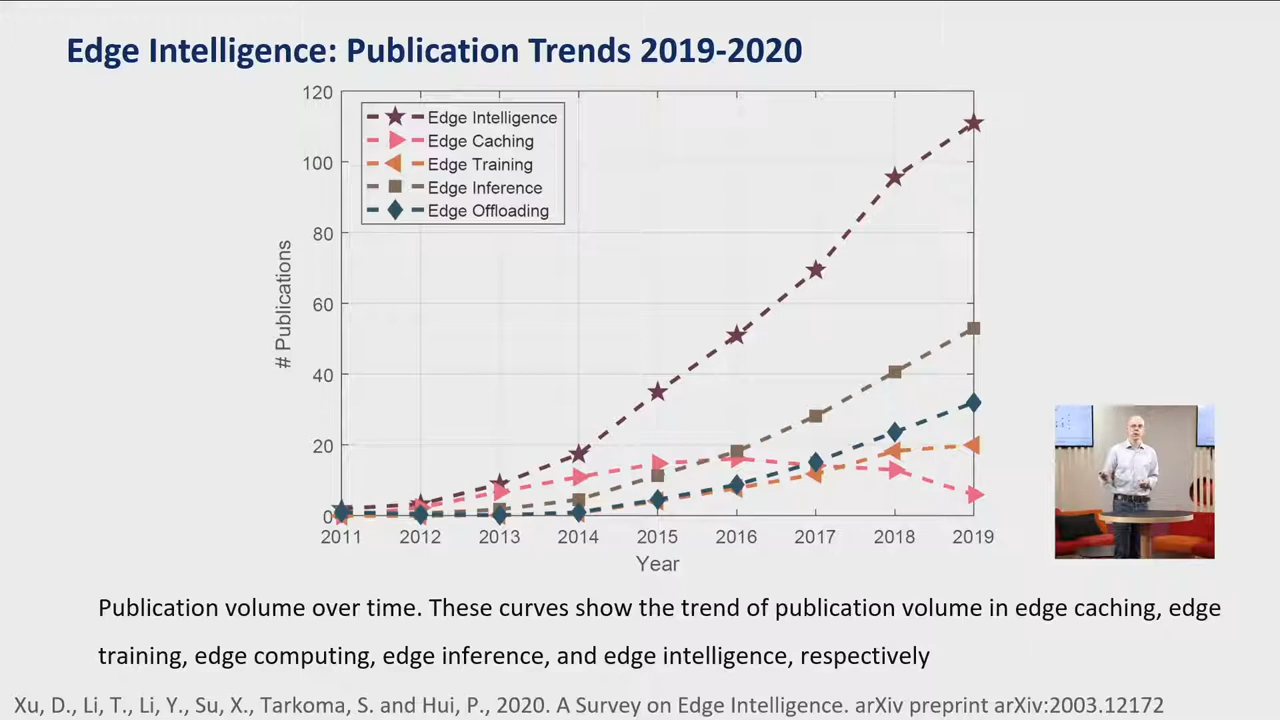 Edge Intelligence: Publication Trends 2019-2020
120
100
80
60
40
20
0
# Publications
Edge Intelligence
Edge Caching
Edge Training
Edge Inference
Edge Offloading
2011 2012 2013 2014 2015 2016 2017 2018 2019
Year
Publication volume over time. These curves show the trend of publication volume in edge caching, edge
training, edge computing, edge inference, and edge intelligence, respectively
Xu, D., Li, T., Li, Y., Su, X., Tarkoma, S. and Hui, P., 2020. A Survey on Edge Intelligence. arXiv preprint arXiv:2003.12172